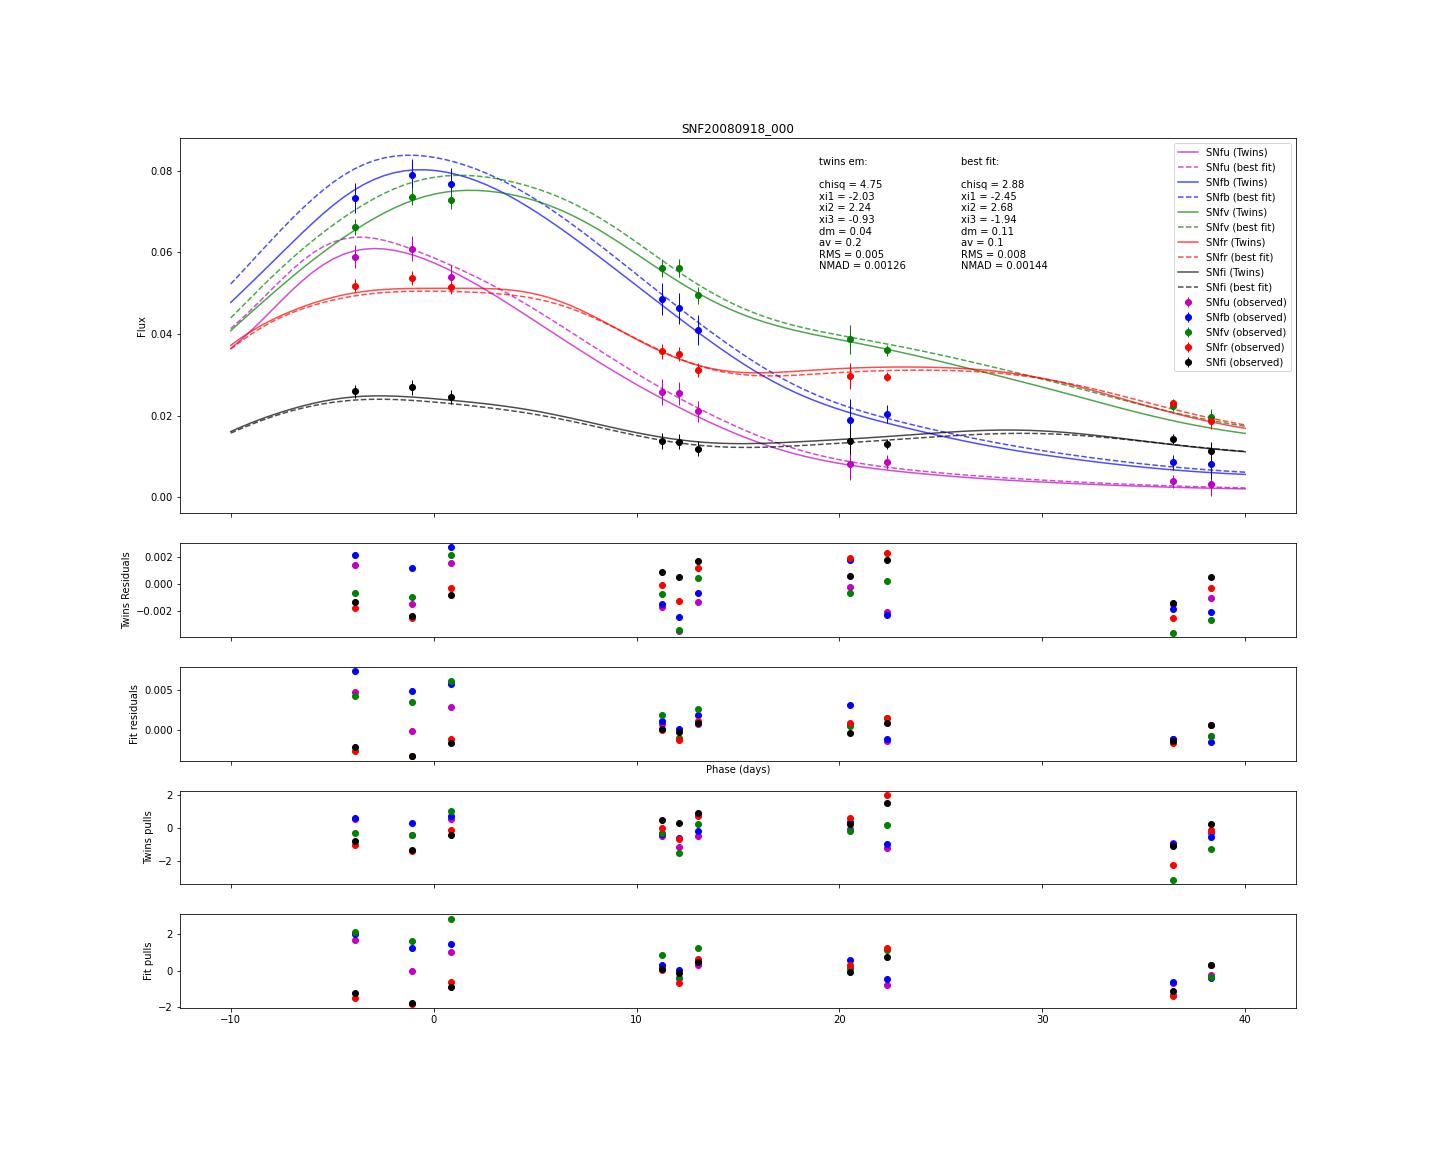 SNF20080918_000
Flux
0.08
0.06
0.04
0.02
0.00
twins em:
chisq = 4.75
xi1 = -2.03
xi2 = 2.24
xi3 = -0.93
dm = 0.04
av = 0.2
RMS = 0.005
NMAD = 0.00126
best fit:
chisq = 2.88
xi1 = -2.45
xi2 = 2.68
xi3 = -1.94
dm = 0.11
av = 0.1
RMS = 0.008
NMAD = 0.00144
SNfu (Twins)
SNfu (best fit)
SNfb (Twins)
SNfb (best fit)
SNfv (Twins)
SNfv (best fit)
SNfr (Twins)
SNfr (best fit)
SNfi (Twins)
SNfi (best fit)
SNfu (observed)
SNfb (observed)
SNfv (observed)
SNfr (observed)
SNfi (observed)
−10
0
10
20
30
40
Twins Residuals
0.002
0.000
−0.002
Fit residuals
0.005
0.000
Phase (days)
Twins pulls
2
0
−2
Fit pulls
2
0
−2
−10
0
10
20
30
40